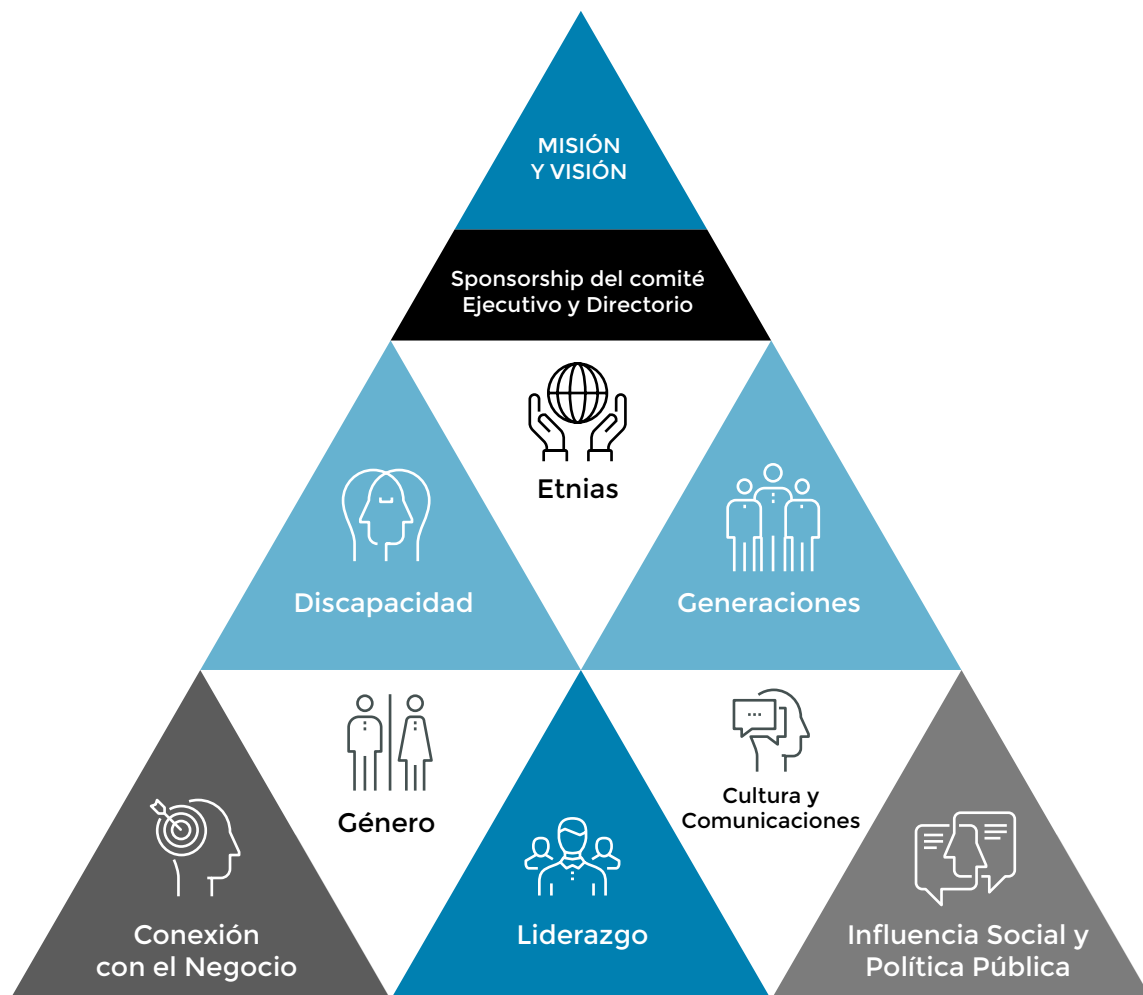 MISIÓN
Y VISIÓN
Sponsorship del comité
Ejecutivo y Directorio
Etnias
Discapacidad
Generaciones
Género
Cultura y
Comunicaciones
Conexión
con el Negocio
Liderazgo
Influencia Social y
Política Pública